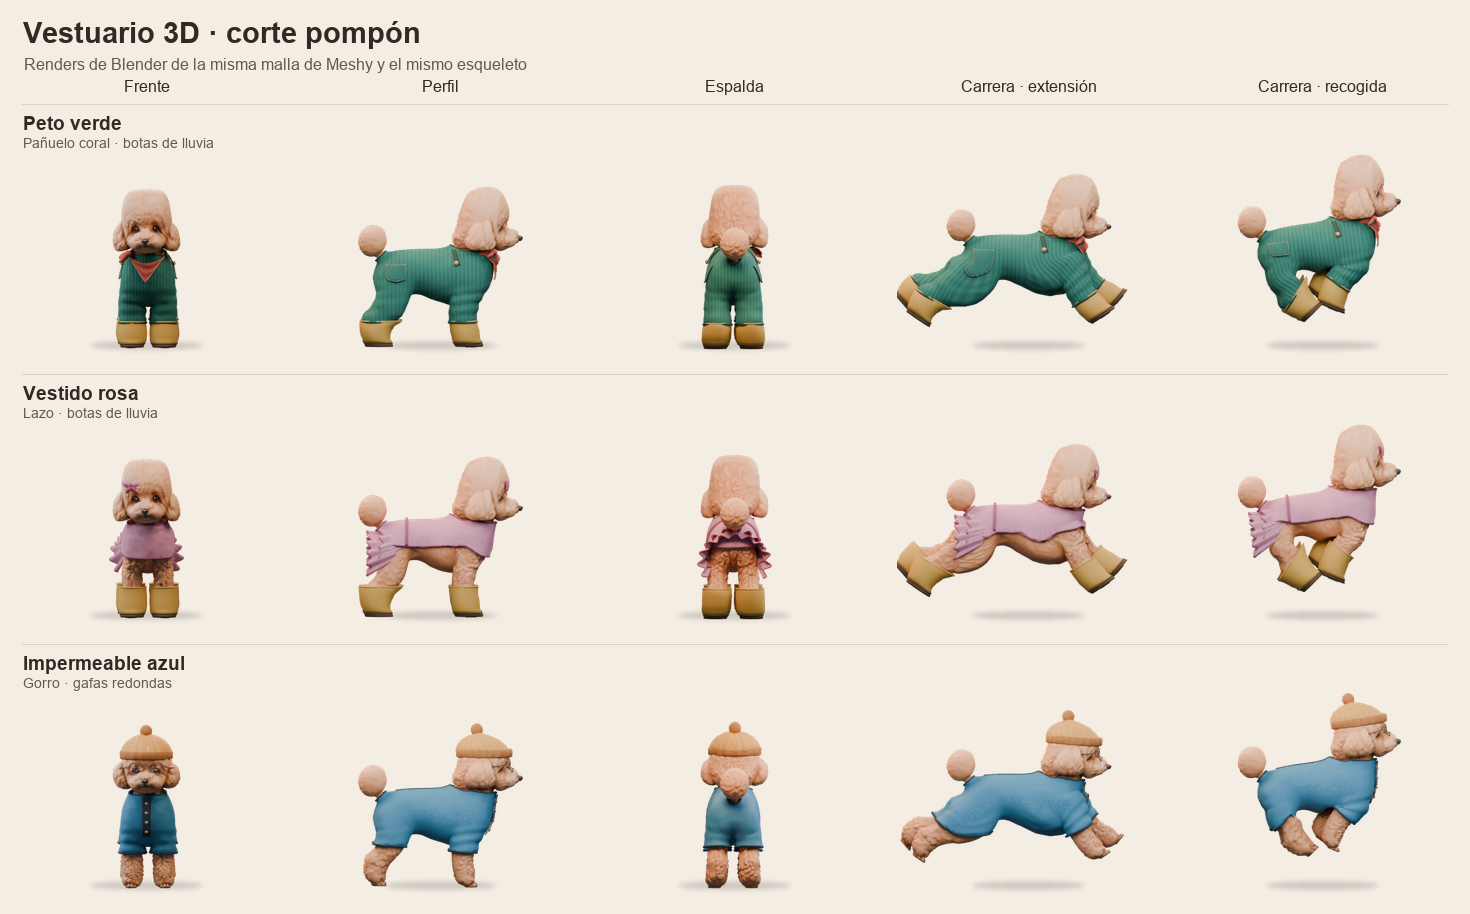 Vestuario 3D · corte pompón
Renders de Blender de la misma malla de Meshy y el mismo esqueleto
Frente
Perfil
Espalda
Carrera · extensión
Carrera · recogida
Peto verde
Pañuelo coral · botas de lluvia
Vestido rosa
Lazo · botas de lluvia
Impermeable azul
Gorro · gafas redondas